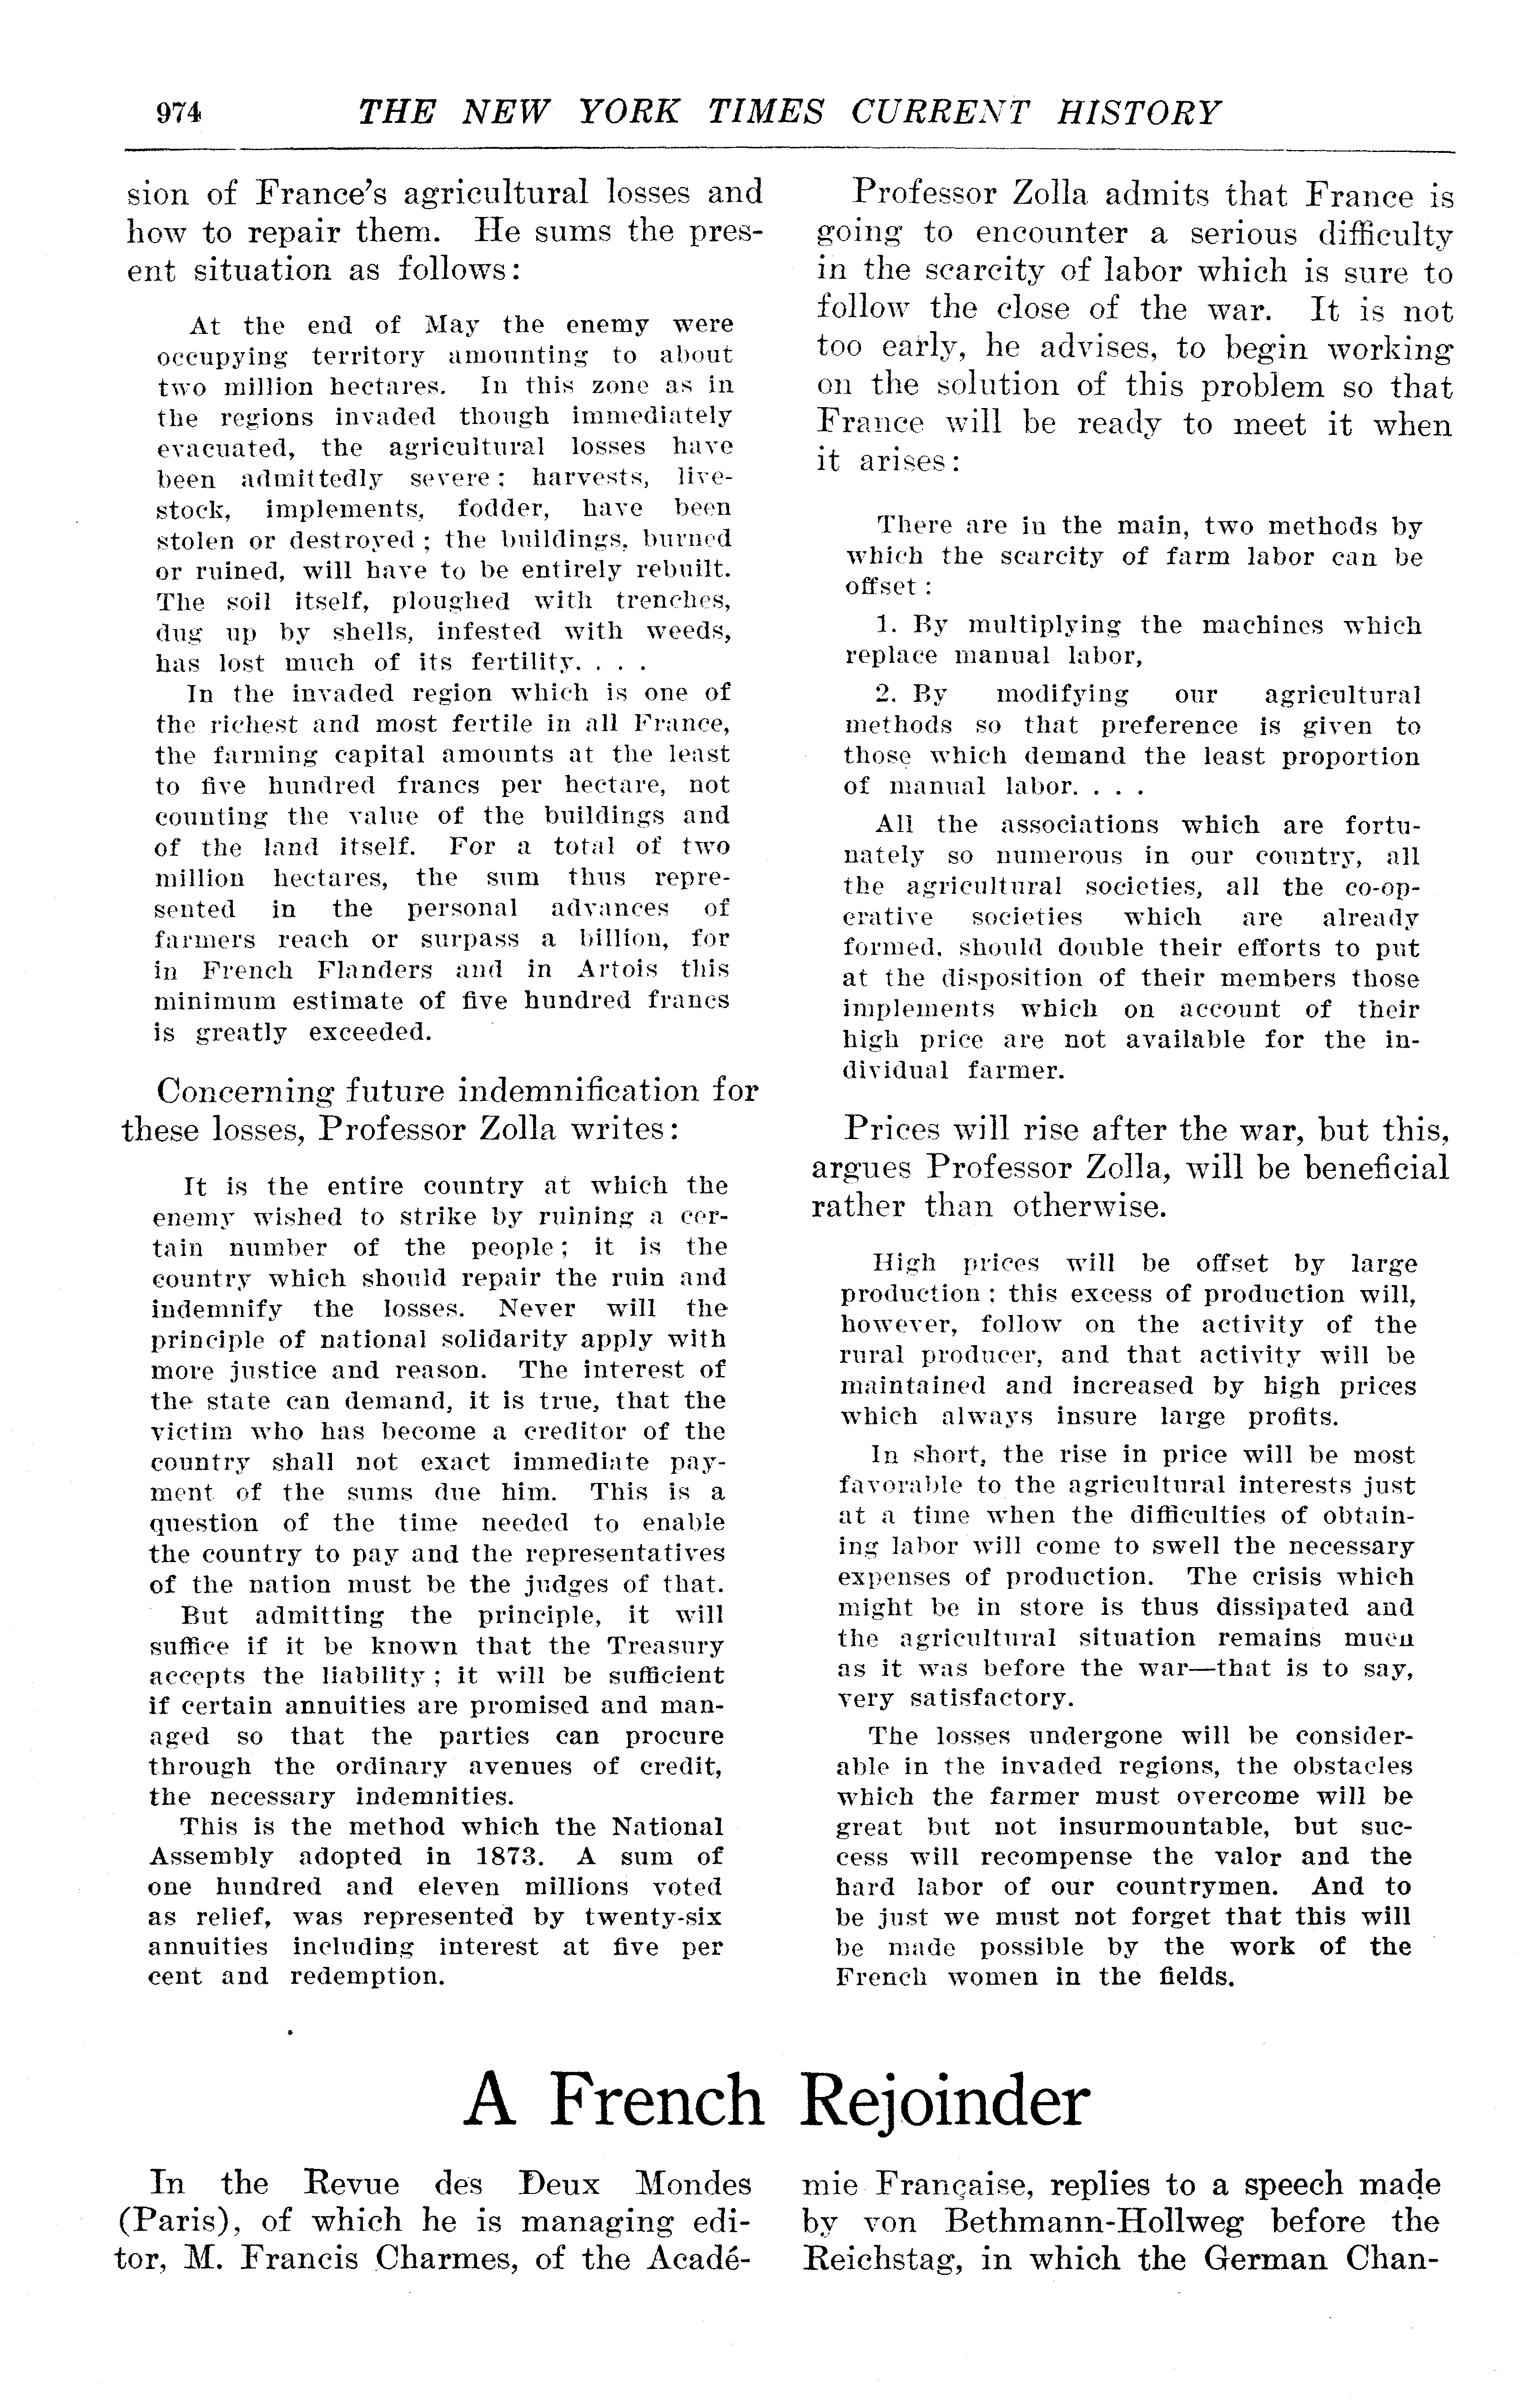 974 THE NEW YORK TIMES CURRENT HISTORY
sion of France's agricultural losses and
how to repair them. He sums the pres-
ent situation as follows:
At the end of May the enemy were
occupying territory amounting to about
two million hectares. In this zone as in
the regions invaded though immediately
evacuated, the agricultural losses have
been admittedly severe; harvests, live-
stock, implements, fodder, have been
stolen or destroyed; the buildings, burned
or ruined, will have to be entirely rebuilt.
The soil itself, ploughed with trenches,
dug up by shells, infested with weeds,
has lost much of its fertility. . . .
In the invaded region which is one of
the richest and most fertile in all France,
the farming capital amounts at the least
to five hundred francs per hectare, not
counting the value of the buildings and
of the land itself. For a total of two
million hectares, the sum thus repre-
sented in the personal advances of
farmers reach or surpass a billion, for
in French Flanders and in Artois this
minimum estimate of five hundred francs
is greatly exceeded.
Concerning future indemnification for
these losses, Professor Zolla writes:
It is the entire country at which the
enemy wished to strike by ruining a cer-
tain number of the people; it is the
country which should repair the ruin and
indemnify the losses. Never will the
principle of national solidarity apply with
more justice and reason. The interest of
the state can demand, it is true, that the
victim who has become a creditor of the
country shall not exact immediate pay-
ment of the sums due him. This is a
question of the time needed to enable
the country to pay and the representatives
of the nation must be the judges of that.
But admitting the principle, it will
suffice if it be known that the Treasury
accepts the liability; it will be sufficient
if certain annuities are promised and man-
aged so that the parties can procure
through the ordinary avenues of credit,
the necessary indemnities.
This is the method which the National
Assembly adopted in 1873. A sum of
one hundred and eleven millions voted
as relief, was represented by twenty-six
annuities including interest at five per
cent and redemption.
Professor Zolla admits that France is
going to encounter a serious difficulty
in the scarcity of labor which is sure to
follow the close of the war. It is not
too early, he advises, to begin working
on the solution of this problem so that
France will be ready to meet it when
it arises:
There are in the main, two methods by
which the scarcity of farm labor can be
offset:
1. By multiplying the machines which
replace manual labor,
2. By modifying our agricultural
methods so that preference is given to
those which demand the least proportion
of manual labor. . . .
All the associations which are fortu-
nately so numerous in our country, all
the agricultural societies, all the co-op-
erative societies which are already
formed, should double their efforts to put
at the disposition of their members those
implements which on account of their
high price are not available for the in-
dividual farmer.
Prices will rise after the war, but this,
argues Professor Zolla, will be beneficial
rather than otherwise.
High prices will be offset by large
production; this excess of production will,
however, follow on the activity of the
rural producer, and that activity will be
maintained and increased by high prices
which always insure large profits.
In short, the rise in price will be most
favorable to the agricultural interests just
at a time when the difficulties of obtain-
ing labor will come to swell the necessary
expenses of production. The crisis which
might be in store is thus dissipated and
the agricultural situation remains much
as it was before the war—that is to say,
very satisfactory.
The losses undergone will be consider-
able in the invaded regions, the obstacles
which the farmer must overcome will be
great but not insurmountable, but suc-
cess will recompense the valor and the
hard labor of our countrymen. And to
be just we must not forget that this will
be made possible by the work of the
French women in the fields.
A French Rejoinder
In the Revue des Deux Mondes
(Paris), of which he is managing edi-
tor, M. Francis Charmes, of the Acadé-
mie Française, replies to a speech made
by von Bethmann-Hollweg before the
Reichstag, in which the German Chan-